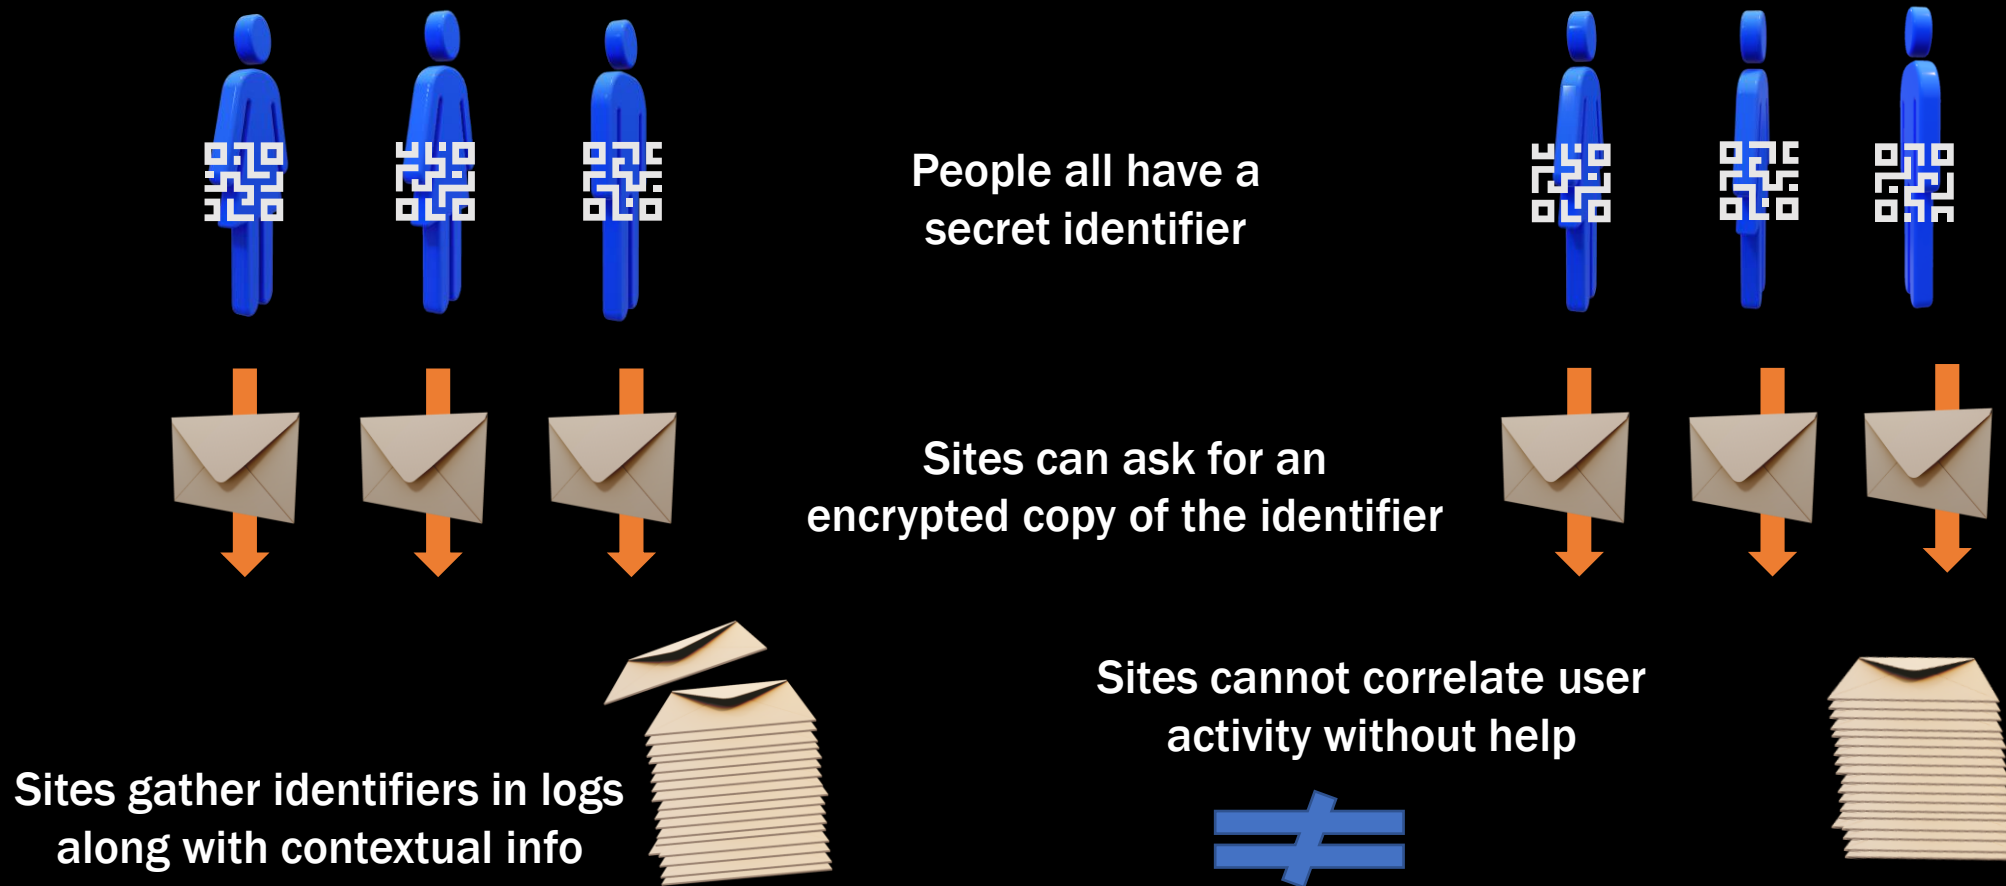 People all have a
secret identifier
Sites can ask for an
encrypted copy of the identifier
Sites cannot correlate user
activity without help
Sites gather identifiers in logs
along with contextual info